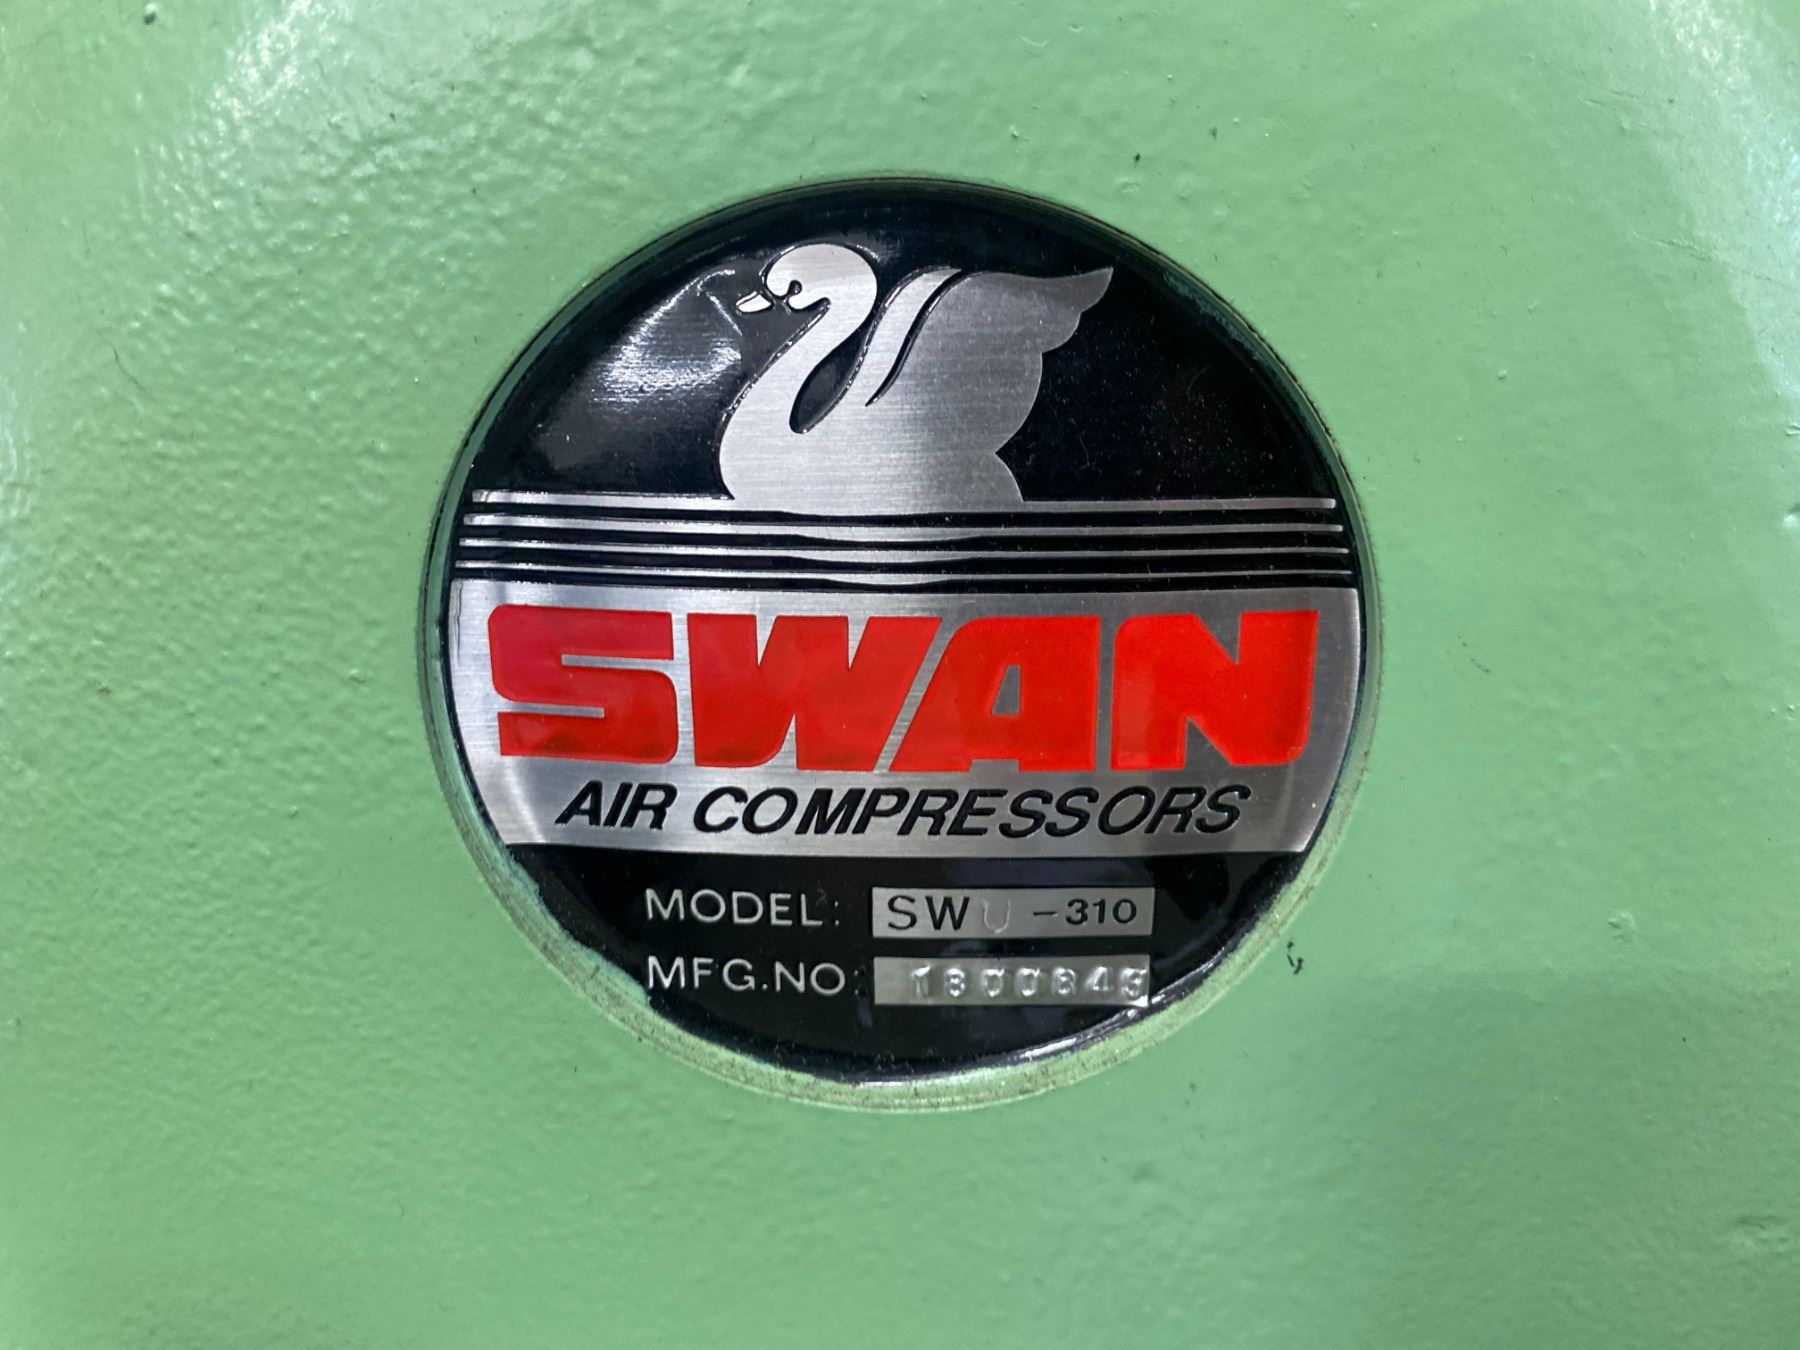 SWAN
AIR COMPRESSORS
MODEL: SWU-310
MFG.NO: